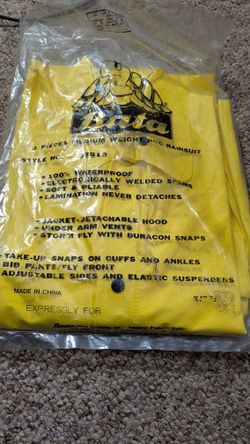 Bata
3 PIECES MEDIUM WEIGHT PVC RAINSUIT
STYLE NO.
• 100% WATERPROOF
• ELECTRONICALLY WELDED SEAMS
• SOFT & PLIABLE
• LAMINATION NEVER DETACHES
• JACKET-DETACHABLE HOOD
• UNDER ARM VENTS
• STORM FLY WITH DURACON SNAPS
• TAKE-UP SNAPS ON CUFFS AND ANKLES
BIB PANTS/FLY FRONT
ADJUSTABLE SIDES AND ELASTIC SUSPENDERS
MADE IN CHINA
EXPRESSLY FOR